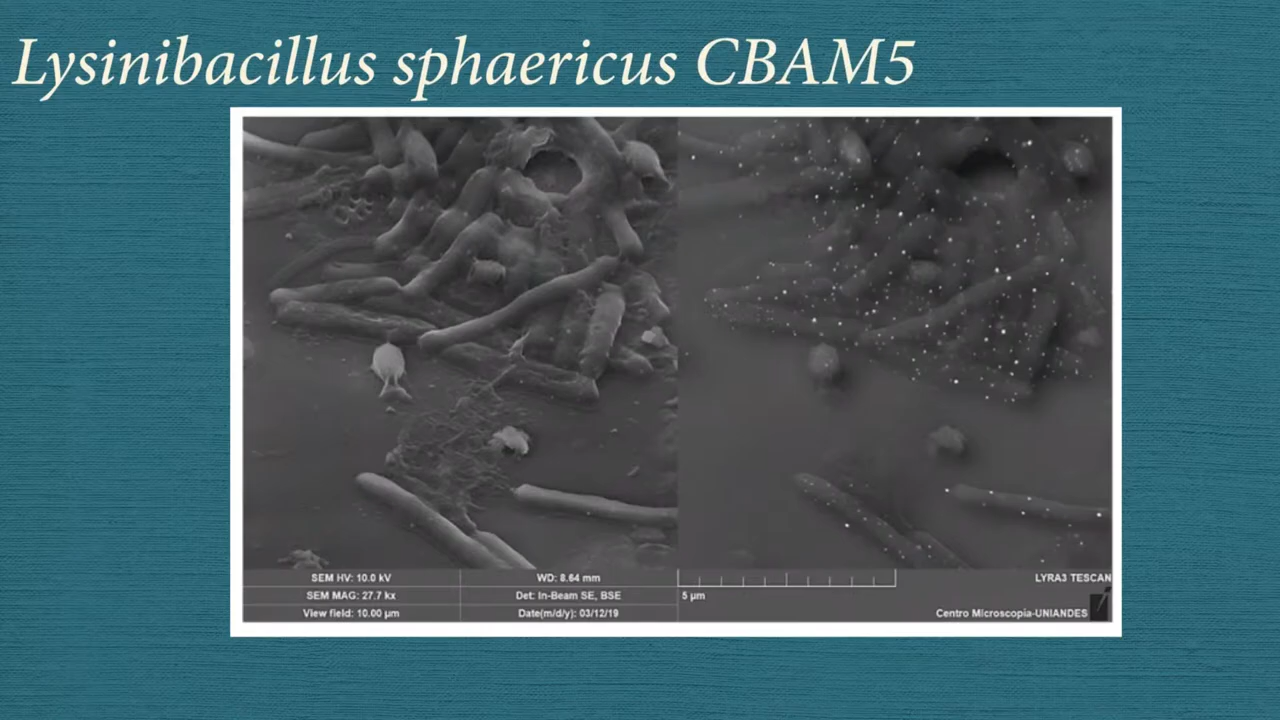 Lysinibacillus sphaericus CBAM5
SEM HV: 10.0 kV
WD: 8.64 mm
LYRA3 TESCAN
SEM MAG: 27.7 kx
Det: In-Beam SE, BSE
5 µm
View field: 10.00 µm
Date(m/d/y): 03/12/19
Centro Microscopia-UNIANDES